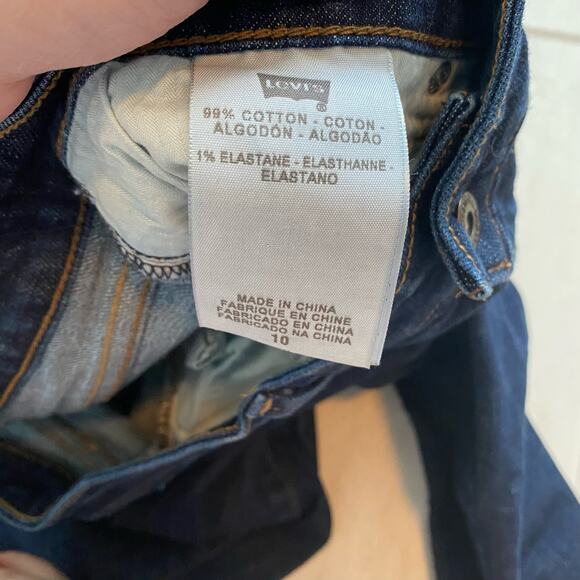 LEVI'S ®
99% COTTON - COTON -
ALGODÓN - ALGODÃO
1% ELASTANE - ELASTHANNE -
ELASTANO
MADE IN CHINA
FABRIQUE EN CHINE
FABRICADO EN CHINA
FABRICADO NA CHINA
10